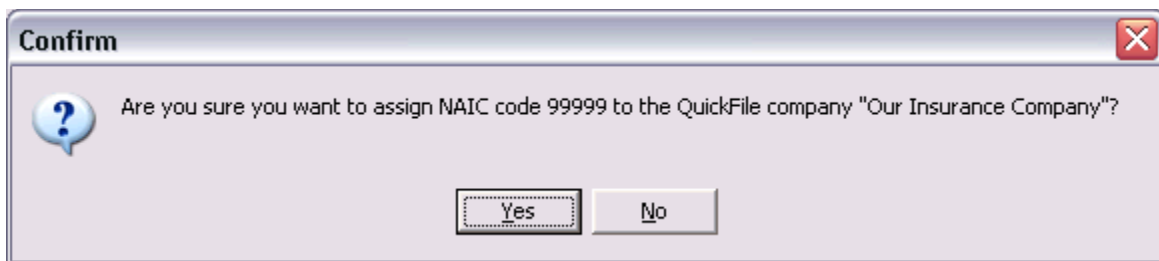 Confirm
Are you sure you want to assign NAIC code 99999 to the QuickFile company "Our Insurance Company"?
Yes
No